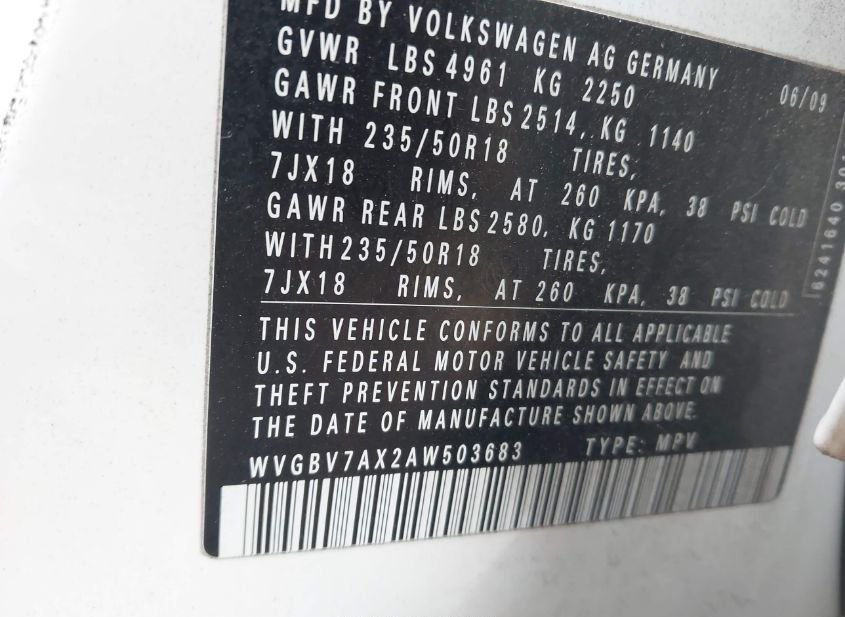 MFD BY VOLKSWAGEN AG GERMANY
06/09
GVWR LBS 4961 KG 2250
GAWR FRONT LBS 2514, KG 1140
WITH 235/50R18 TIRES,
7JX18 RIMS, AT 260 KPA, 38 PSI COLD
GAWR REAR LBS 2580, KG 1170
WITH 235/50R18 TIRES,
7JX18 RIMS, AT 260 KPA, 38 PSI COLD
THIS VEHICLE CONFORMS TO ALL APPLICABLE
U.S. FEDERAL MOTOR VEHICLE SAFETY AND
THEFT PREVENTION STANDARDS IN EFFECT ON
THE DATE OF MANUFACTURE SHOWN ABOVE.
WVGBV7AX2AW503683 TYPE: MPV